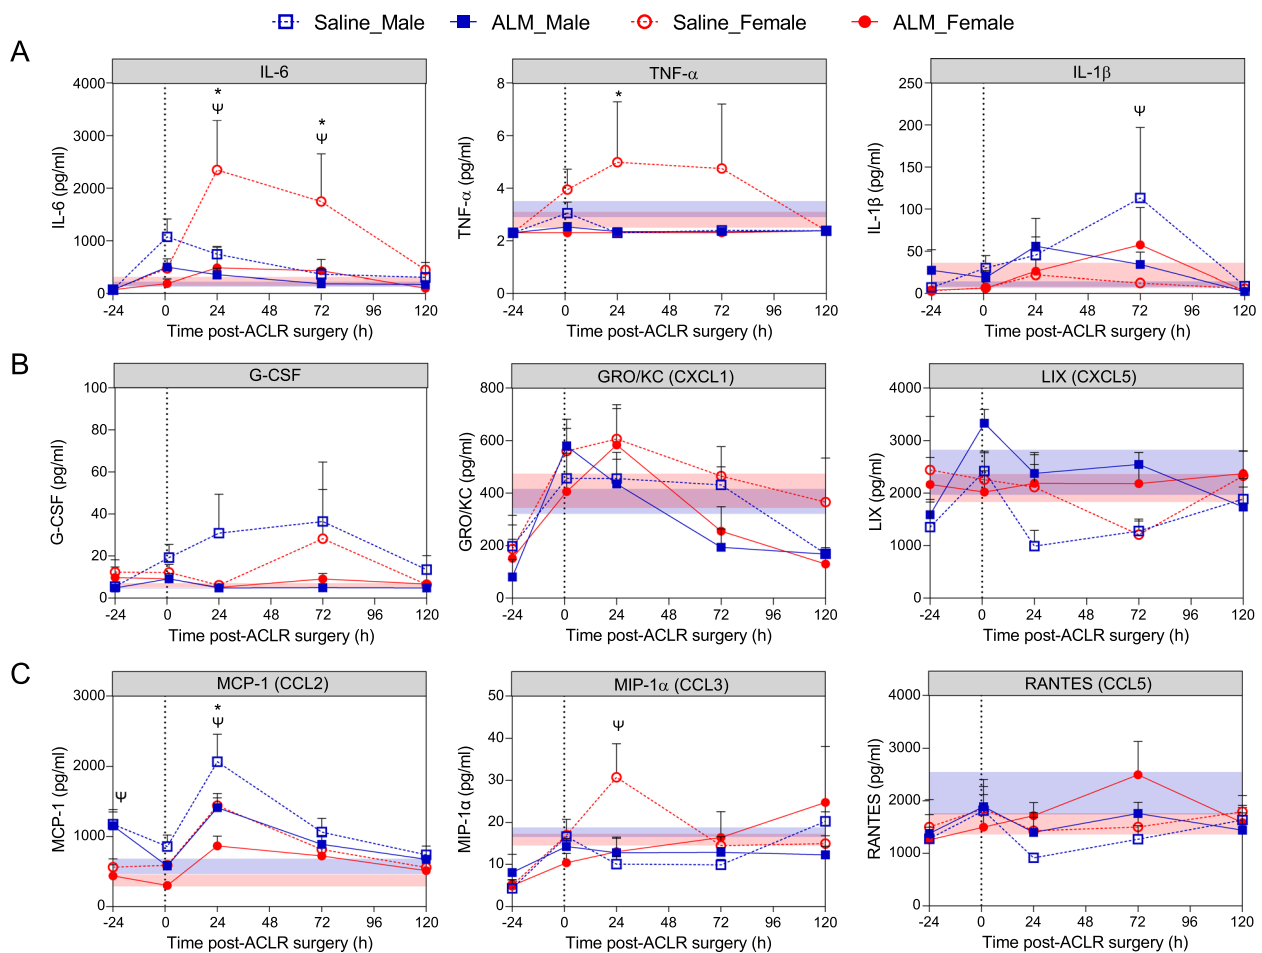 Saline_Male ALM_Male Saline_Female ALM_Female
A
IL-6 TNF-α IL-1β
4000 3000 2000 1000 0
IL-6 (pg/ml)
* Ψ * Ψ
-24 0 24 48 72 96 120
Time post-ACLR surgery (h)
8 6 4 2 0
TNF-α (pg/ml)
*
-24 0 24 48 72 96 120
Time post-ACLR surgery (h)
250 200 150 100 50 0
IL-1β (pg/ml)
Ψ
-24 0 24 48 72 96 120
Time post-ACLR surgery (h)
B
G-CSF GRO/KC (CXCL1) LIX (CXCL5)
100 80 60 40 20 0
G-CSF (pg/ml)
-24 0 24 48 72 96 120
Time post-ACLR surgery (h)
800 600 400 200 0
GRO/KC (pg/ml)
-24 0 24 48 72 96 120
Time post-ACLR surgery (h)
4000 3000 2000 1000 0
LIX (pg/ml)
-24 0 24 48 72 96 120
Time post-ACLR surgery (h)
C
MCP-1 (CCL2) MIP-1α (CCL3) RANTES (CCL5)
3000 2000 1000 0
MCP-1 (pg/ml)
Ψ * Ψ
-24 0 24 48 72 96 120
Time post-ACLR surgery (h)
50 40 30 20 10 0
MIP-1α (pg/ml)
Ψ
-24 0 24 48 72 96 120
Time post-ACLR surgery (h)
4000 3000 2000 1000 0
RANTES (pg/ml)
-24 0 24 48 72 96 120
Time post-ACLR surgery (h)